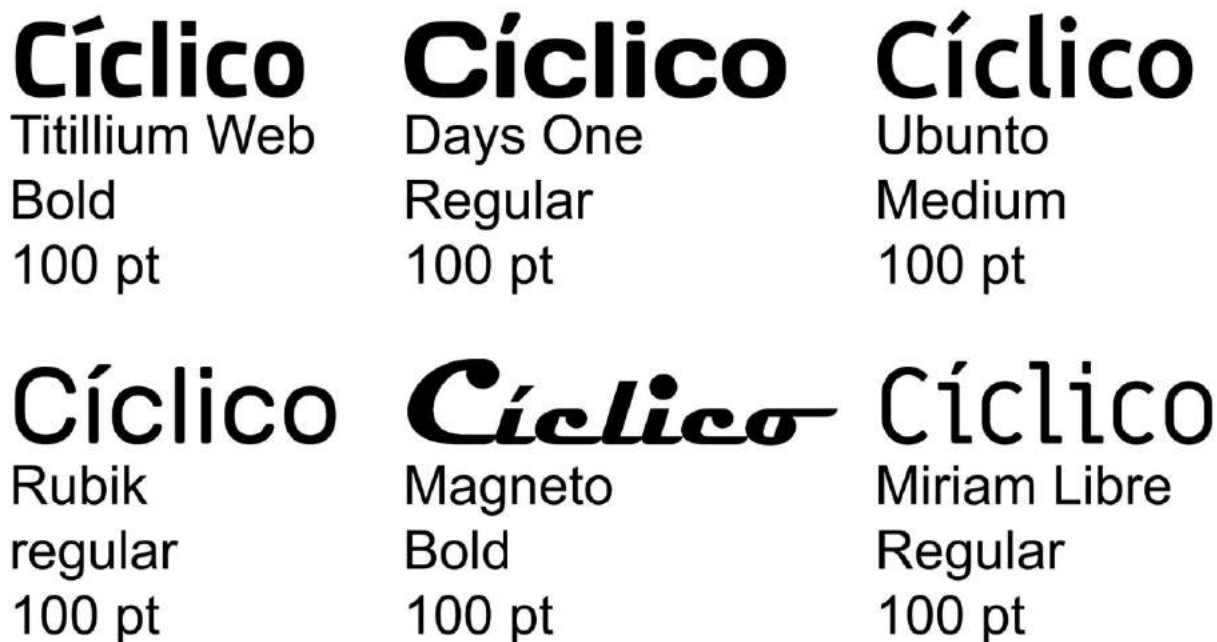 Cíclico
Titillium Web
Bold
100 pt
Cíclico
Days One
Regular
100 pt
Cíclico
Ubunto
Medium
100 pt
Cíclico
Rubik
regular
100 pt
Cíclico
Magneto
Bold
100 pt
Cíclico
Miriam Libre
Regular
100 pt